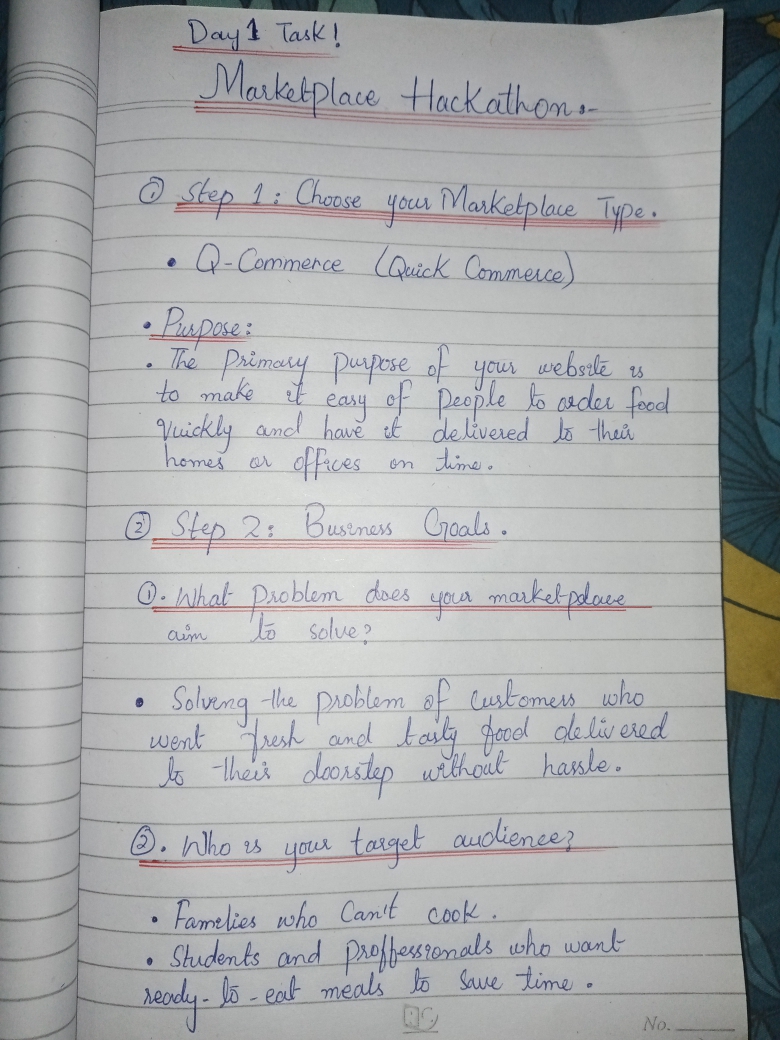 Day 1 Task!
Marketplace Hackathon:-
① Step 1: Choose your Marketplace Type.
• Q-Commerce (Quick Commerce)
• Purpose:
• The Primary purpose of your website is
to make it easy of People to order food
quickly and have it delivered to their
homes or offices on time.
② Step 2: Business Goals.
①. What Problem does your marketpalace
aim to solve?
• Solving the Problem of Customers who
went fresh and tasty food delivered
to their doorstep without hassle.
②. Who is your target audience?
• Famelies who Can't cook.
• Students and Proffessionals who want
ready-to-eat meals to save time.
No.